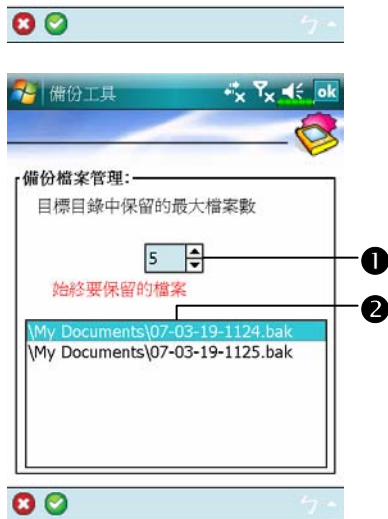 ㄅ
備份工具 ok
備份檔案管理:
目標目錄中保留的最大檔案數
5
❶
始終要保留的檔案
❷
\My Documents\07-03-19-1124.bak
\My Documents\07-03-19-1125.bak
ㄅ